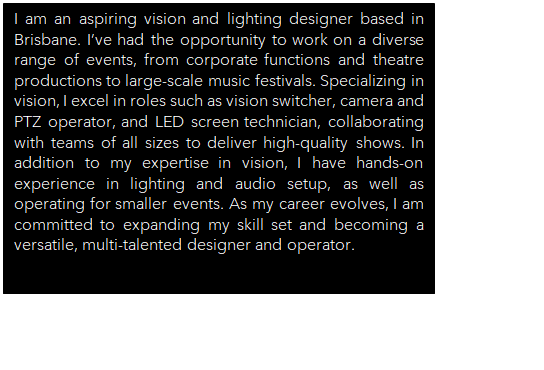 I am an aspiring vision and lighting designer based in
Brisbane. I’ve had the opportunity to work on a diverse
range of events, from corporate functions and theatre
productions to large-scale music festivals. Specializing in
vision, I excel in roles such as vision switcher, camera and
PTZ operator, and LED screen technician, collaborating
with teams of all sizes to deliver high-quality shows. In
addition to my expertise in vision, I have hands-on
experience in lighting and audio setup, as well as
operating for smaller events. As my career evolves, I am
committed to expanding my skill set and becoming a
versatile, multi-talented designer and operator.